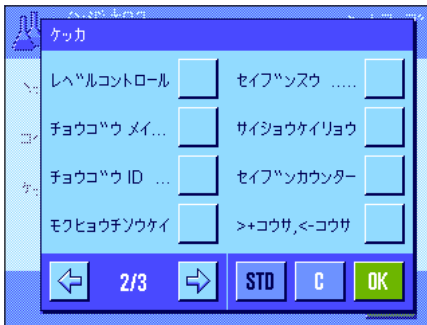 ケッカ
レベルコントロール
セイブンスウ .....
チョウゴウ メイ...
サイショウケイリョウ
チョウゴウ ID ...
セイブンカウンター
モクヒョウチソウケイ
>+コウサ,<-コウサ
2/3
STD
C
OK